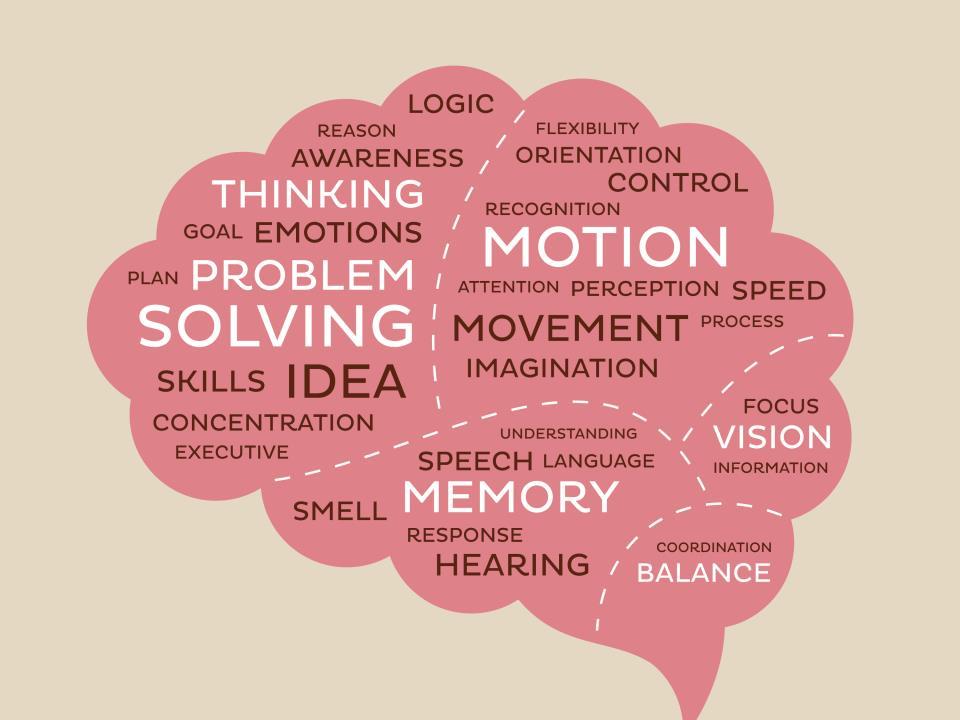 LOGIC
REASON
AWARENESS
THINKING
GOAL EMOTIONS
PLAN PROBLEM
SOLVING
SKILLS IDEA
CONCENTRATION
EXECUTIVE
FLEXIBILITY
ORIENTATION
CONTROL
RECOGNITION
MOTION
ATTENTION PERCEPTION SPEED
MOVEMENT PROCESS
IMAGINATION
UNDERSTANDING
SPEECH LANGUAGE
SMELL MEMORY
RESPONSE
HEARING
FOCUS
VISION
INFORMATION
COORDINATION
BALANCE